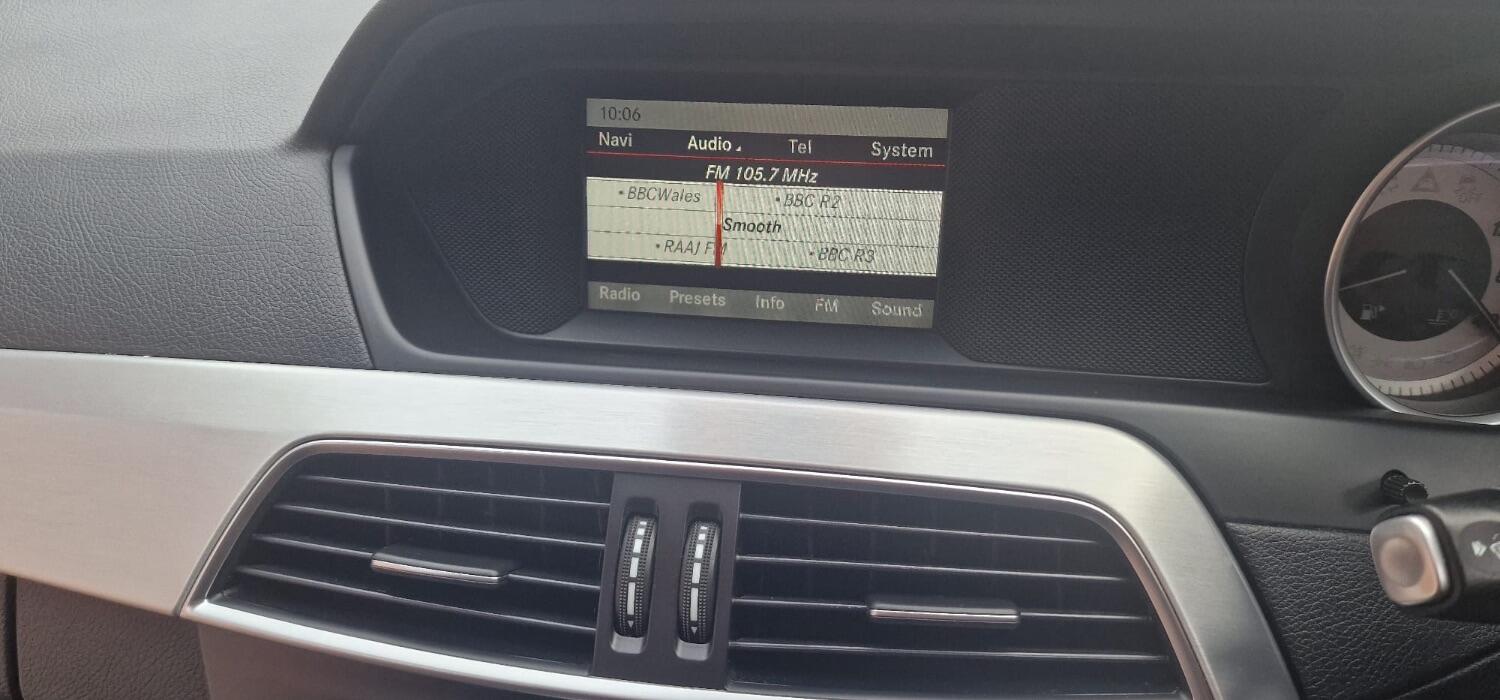 10:06
Navi Audio Tel System
FM 105.7 MHz
• BBCWales • BBC R2
Smooth
• RAAJ FM • BBC R3
Radio Presets Info FM Sound